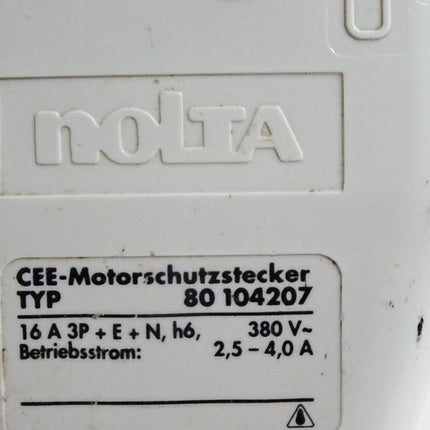 nOLTA
CEE-Motorschutzstecker
TYP 80 104207
16 A 3P + E + N, h6, 380 V~
Betriebsstrom: 2,5 – 4,0 A